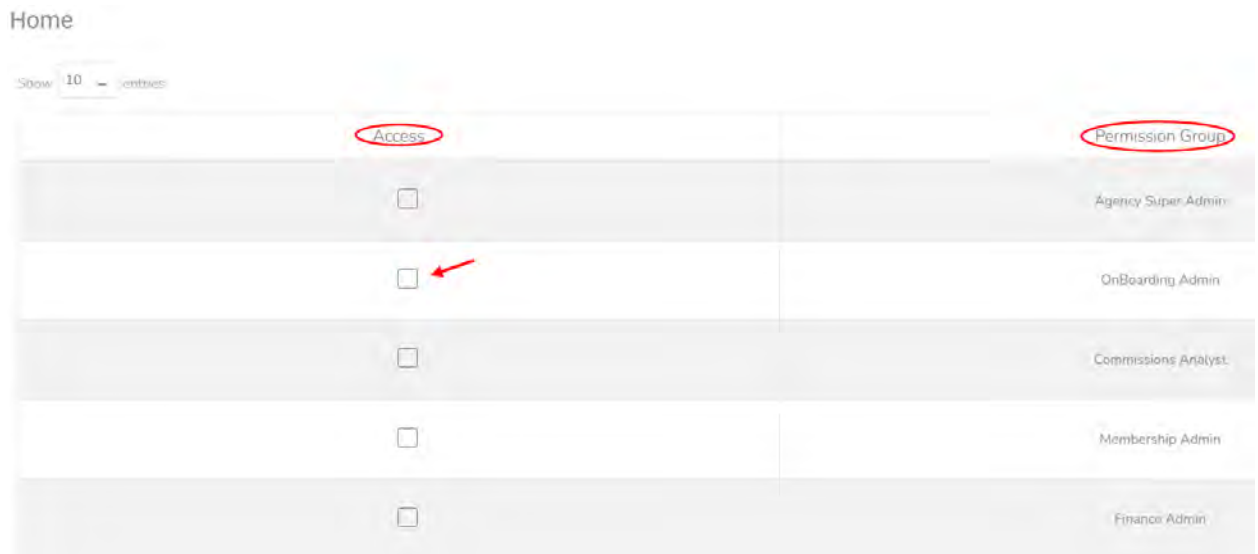 Home
Show 10 entries
Access Permission Group
Agency Super Admin
OnBoarding Admin
Commissions Analyst
Membership Admin
Finance Admin